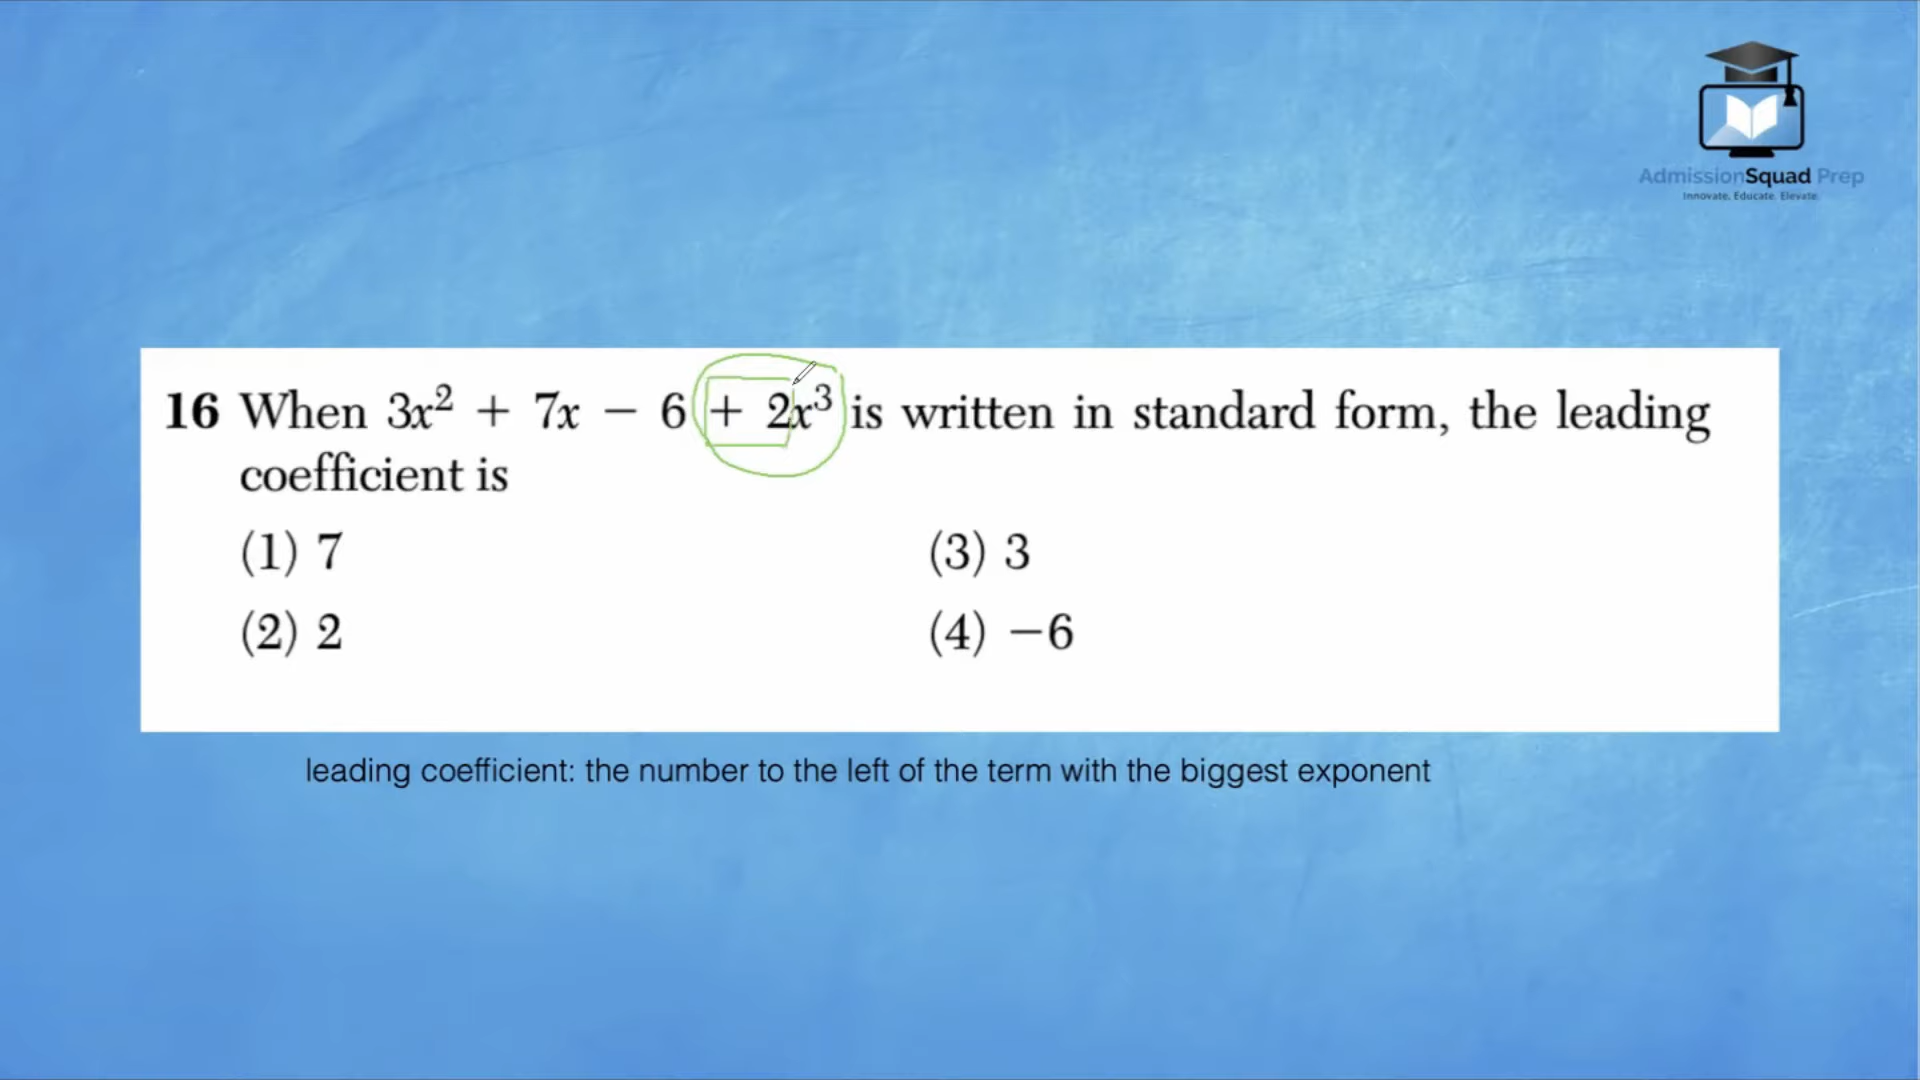 AdmissionSquad Prep
Innovate. Educate. Elevate.
16 When 3x² + 7x − 6 + 2x³ is written in standard form, the leading
coefficient is
(1) 7 (3) 3
(2) 2 (4) −6
leading coefficient: the number to the left of the term with the biggest exponent